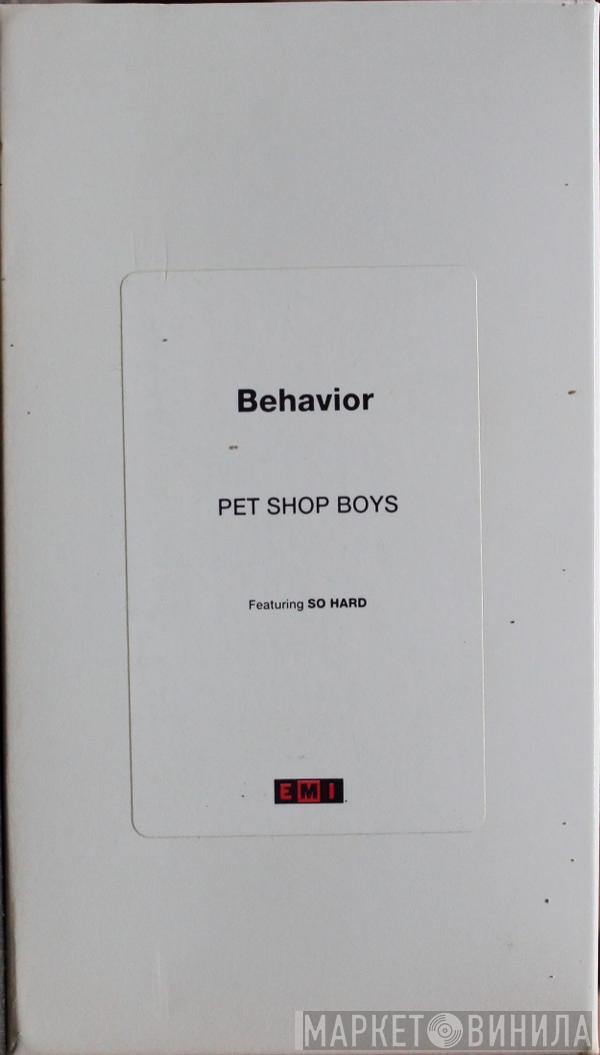 Behavior
PET SHOP BOYS
Featuring SO HARD
EMI
МАРКЕТ ВИНИЛА